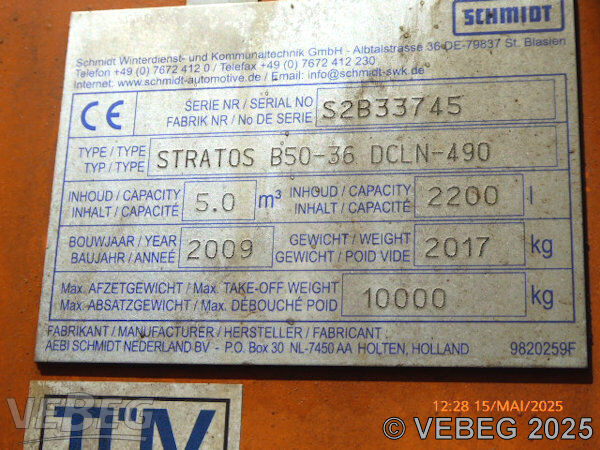 SCHMIDT
Schmidt Winterdienst- und Kommunaltechnik GmbH - Albtalstrasse 36-DE-79837 St. Blasien
Telefon +49 (0) 7672 412 0 / Telefax +49 (0) 7672 412 230
Internet: www.schmidt-automotive.de / Email: info@schmidt-swk.de
CE
SERIE NR / SERIAL NO
FABRIK NR / No DE SERIE
S2B33745
TYPE / TYPE
TYP / TYPE
STRATOS B50-36 DCLN-490
INHOUD / CAPACITY
INHALT / CAPACITÉ
5.0 m³
INHOUD / CAPACITY
INHALT / CAPACITÉ
2200 l
BOUWJAAR / YEAR
BAUJAHR / ANNEÉ
2009
GEWICHT / WEIGHT
GEWICHT / POID VIDE
2017 kg
Max. AFZETGEWICHT / Max. TAKE-OFF WEIGHT
Max. ABSATZGEWICHT / Max. DÉBOUCHÉ POID
10000 kg
FABRIKANT / MANUFACTURER / HERSTELLER / FABRICANT :
AEBI SCHMIDT NEDERLAND BV - P.O. Box 30 NL-7450 AA HOLTEN, HOLLAND 9820259F
TÜV
VEBEG
12:28 15/MAI/2025
© VEBEG 2025